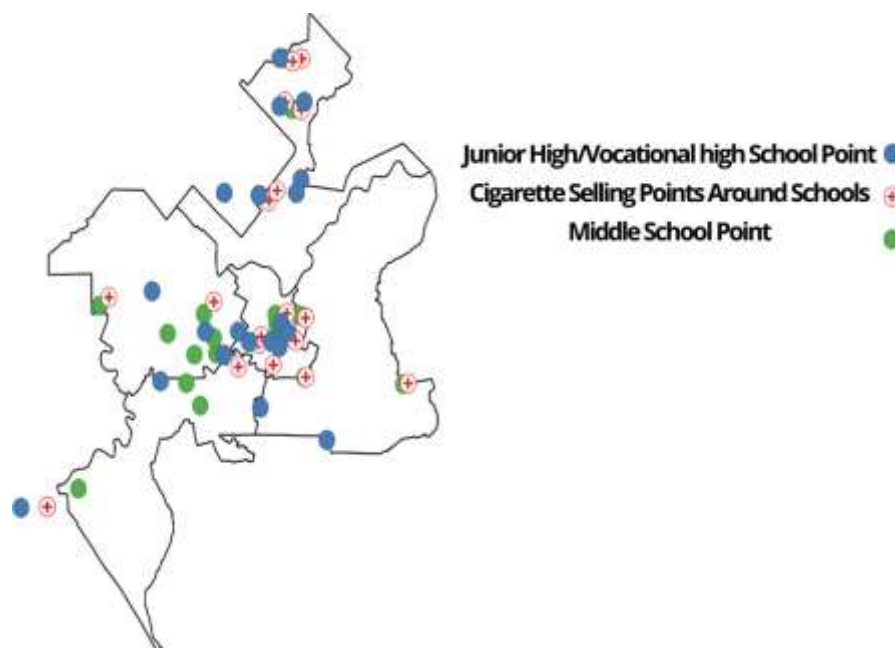 Junior High/Vocational high School Point
Cigarette Selling Points Around Schools
Middle School Point